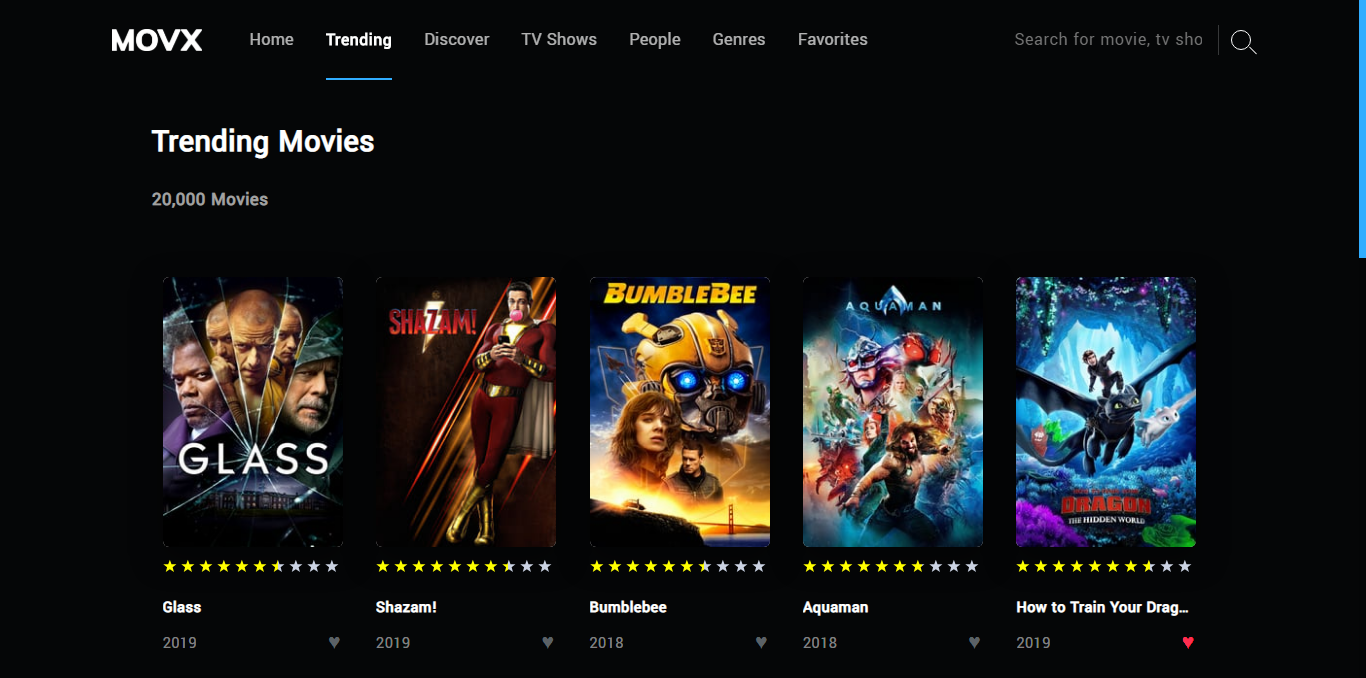 MOVX Home Trending Discover TV Shows People Genres Favorites Search for movie, tv sho
Trending Movies
20,000 Movies
GLASS
SHAZAM!
BUMBLEBEE
AQUAMAN
DRAGON
THE HIDDEN WORLD
Glass Shazam! Bumblebee Aquaman How to Train Your Drag...
2019 2019 2018 2018 2019